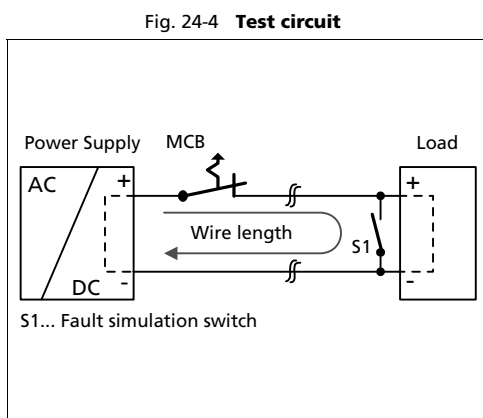 Fig. 24-4 Test circuit
Power Supply MCB Load
AC + +
Wire length
S1
DC - -
S1... Fault simulation switch